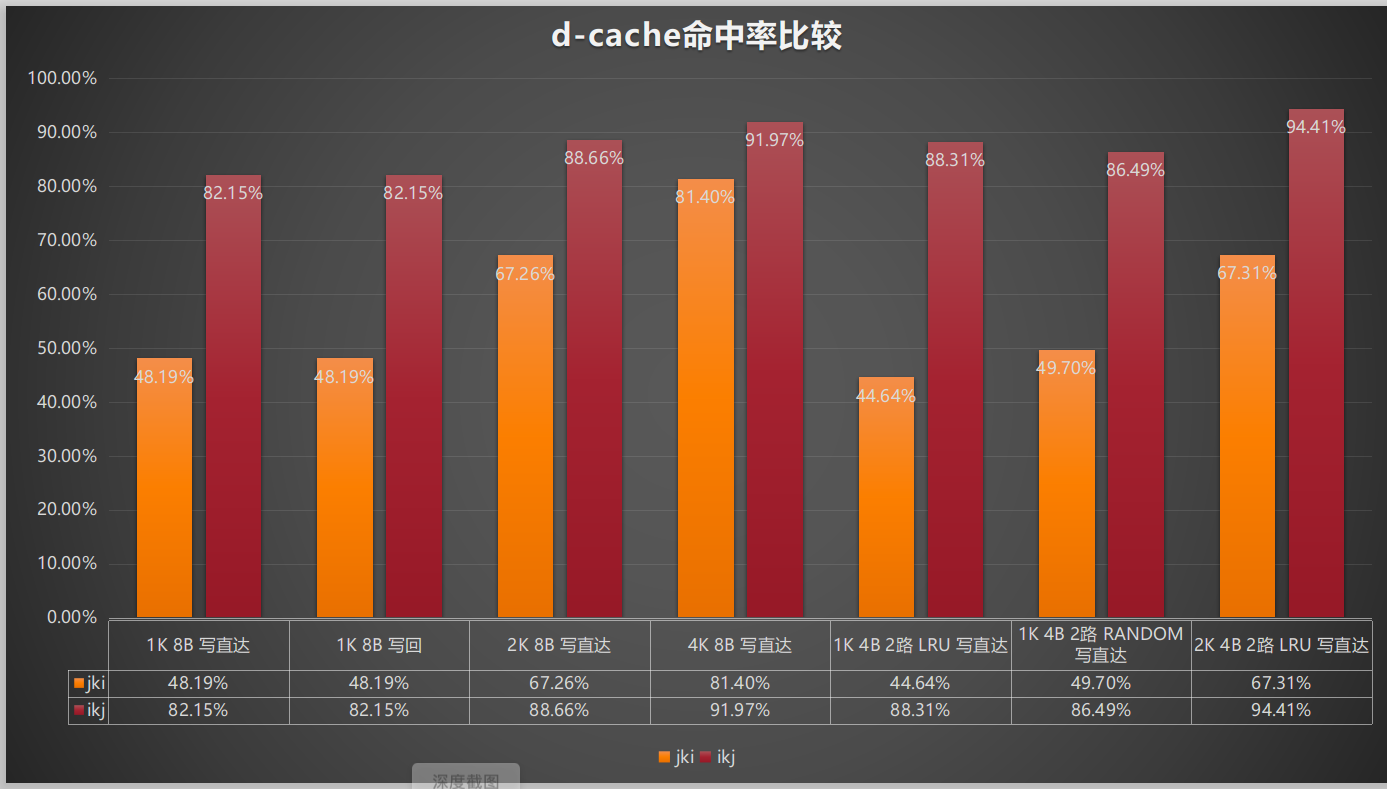 d-cache命中率比较
100.00%
90.00%
80.00%
70.00%
60.00%
50.00%
40.00%
30.00%
20.00%
10.00%
0.00%
48.19%
82.15%
48.19%
82.15%
67.26%
88.66%
81.40%
91.97%
44.64%
88.31%
49.70%
86.49%
67.31%
94.41%
1K 8B 写直达
1K 8B 写回
2K 8B 写直达
4K 8B 写直达
1K 4B 2路 LRU 写直达
1K 4B 2路 RANDOM
写直达
2K 4B 2路 LRU 写直达
jki 48.19% 48.19% 67.26% 81.40% 44.64% 49.70% 67.31%
ikj 82.15% 82.15% 88.66% 91.97% 88.31% 86.49% 94.41%
jki ikj
深度截图